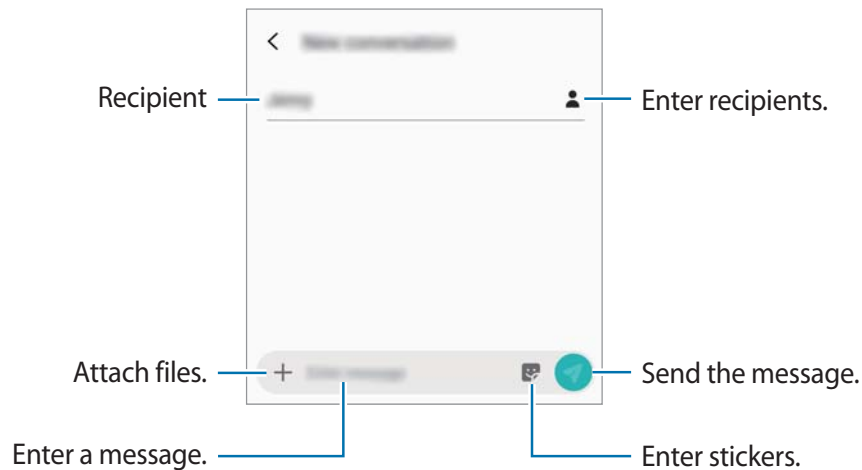 Recipient
Enter recipients.
Attach files.
Send the message.
Enter a message.
Enter stickers.